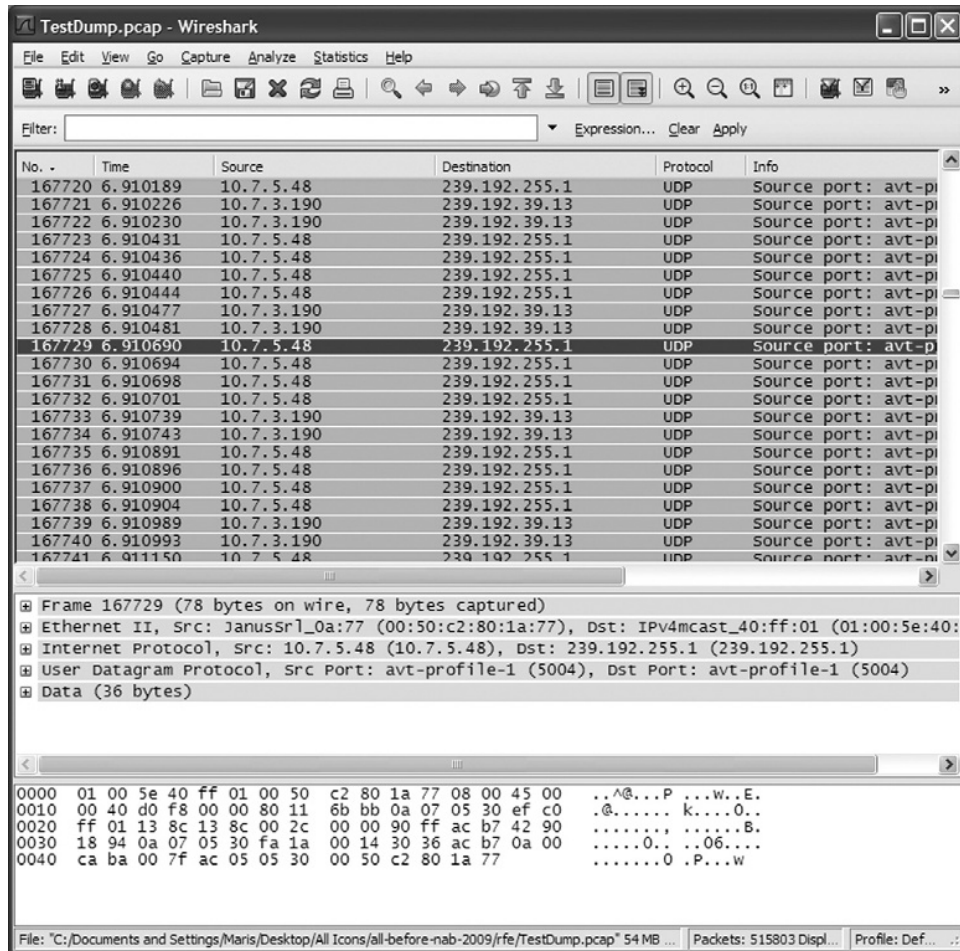 TestDump.pcap - Wireshark
File Edit View Go Capture Analyze Statistics Help
Filter: Expression... Clear Apply
No. Time Source Destination Protocol Info
167720 6.910189 10.7.5.48 239.192.255.1 UDP Source port: avt-p
167721 6.910226 10.7.3.190 239.192.39.13 UDP Source port: avt-p
167722 6.910230 10.7.3.190 239.192.39.13 UDP Source port: avt-p
167723 6.910431 10.7.5.48 239.192.255.1 UDP Source port: avt-p
167724 6.910436 10.7.5.48 239.192.255.1 UDP Source port: avt-p
167725 6.910440 10.7.5.48 239.192.255.1 UDP Source port: avt-p
167726 6.910444 10.7.5.48 239.192.255.1 UDP Source port: avt-p
167727 6.910477 10.7.3.190 239.192.39.13 UDP Source port: avt-p
167728 6.910481 10.7.3.190 239.192.39.13 UDP Source port: avt-p
167729 6.910690 10.7.5.48 239.192.255.1 UDP Source port: avt-p
167730 6.910694 10.7.5.48 239.192.255.1 UDP Source port: avt-p
167731 6.910698 10.7.5.48 239.192.255.1 UDP Source port: avt-p
167732 6.910701 10.7.5.48 239.192.255.1 UDP Source port: avt-p
167733 6.910739 10.7.3.190 239.192.39.13 UDP Source port: avt-p
167734 6.910743 10.7.3.190 239.192.39.13 UDP Source port: avt-p
167735 6.910891 10.7.5.48 239.192.255.1 UDP Source port: avt-p
167736 6.910896 10.7.5.48 239.192.255.1 UDP Source port: avt-p
167737 6.910900 10.7.5.48 239.192.255.1 UDP Source port: avt-p
167738 6.910904 10.7.5.48 239.192.255.1 UDP Source port: avt-p
167739 6.910989 10.7.3.190 239.192.39.13 UDP Source port: avt-p
167740 6.910993 10.7.3.190 239.192.39.13 UDP Source port: avt-p
167741 6.911150 10.7.5.48 239.192.255.1 UDP Source port: avt-p
Frame 167729 (78 bytes on wire, 78 bytes captured)
Ethernet II, Src: JanusSrl_0a:77 (00:50:c2:80:1a:77), Dst: IPv4mcast_40:ff:01 (01:00:5e:40:
Internet Protocol, Src: 10.7.5.48 (10.7.5.48), Dst: 239.192.255.1 (239.192.255.1)
User Datagram Protocol, Src Port: avt-profile-1 (5004), Dst Port: avt-profile-1 (5004)
Data (36 bytes)
0000 01 00 5e 40 ff 01 00 50 c2 80 1a 77 08 00 45 00 ..^@...P ...w..E.
0010 00 40 d0 f8 00 00 80 11 6b bb 0a 07 05 30 ef c0 .@...... k....0..
0020 ff 01 13 8c 13 8c 00 2c 00 00 90 ff ac b7 42 90 ......., ......B.
0030 18 94 0a 07 05 30 fa 1a 00 14 30 36 ac b7 0a 00 .....0.. ..06....
0040 ca ba 00 7f ac 05 05 30 00 50 c2 80 1a 77 .......0 .P...w
File: "C:/Documents and Settings/Maris/Desktop/All Icons/all-before-nab-2009/rfe/TestDump.pcap" 54 MB ... Packets: 515803 Displ... Profile: Def...